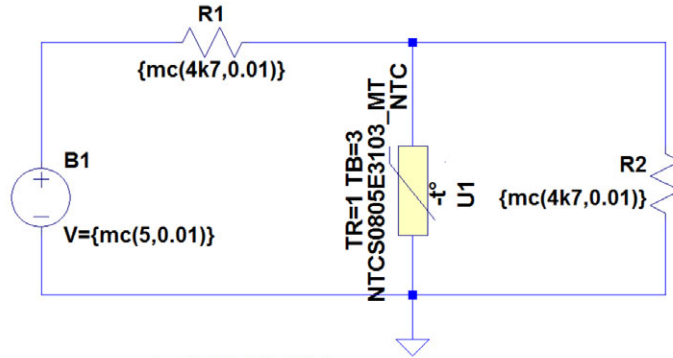 R1
{mc(4k7,0.01)}
B1
+
−
V={mc(5,0.01)}
TR=1 TB=3
NTCS0805E3103_MT
NTC
-t°
U1
R2
{mc(4k7,0.01)}